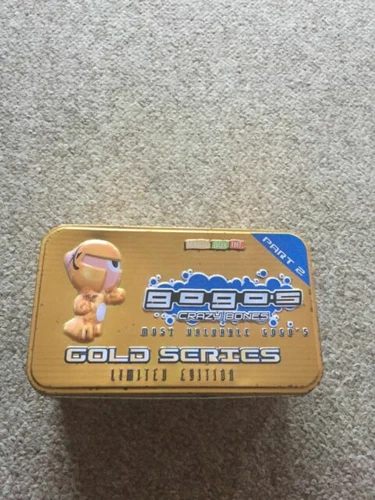 PART 2
gogo's
CRAZY BONES
MOST VALUABLE GOGO'S
GOLD SERIES
LIMITED EDITION